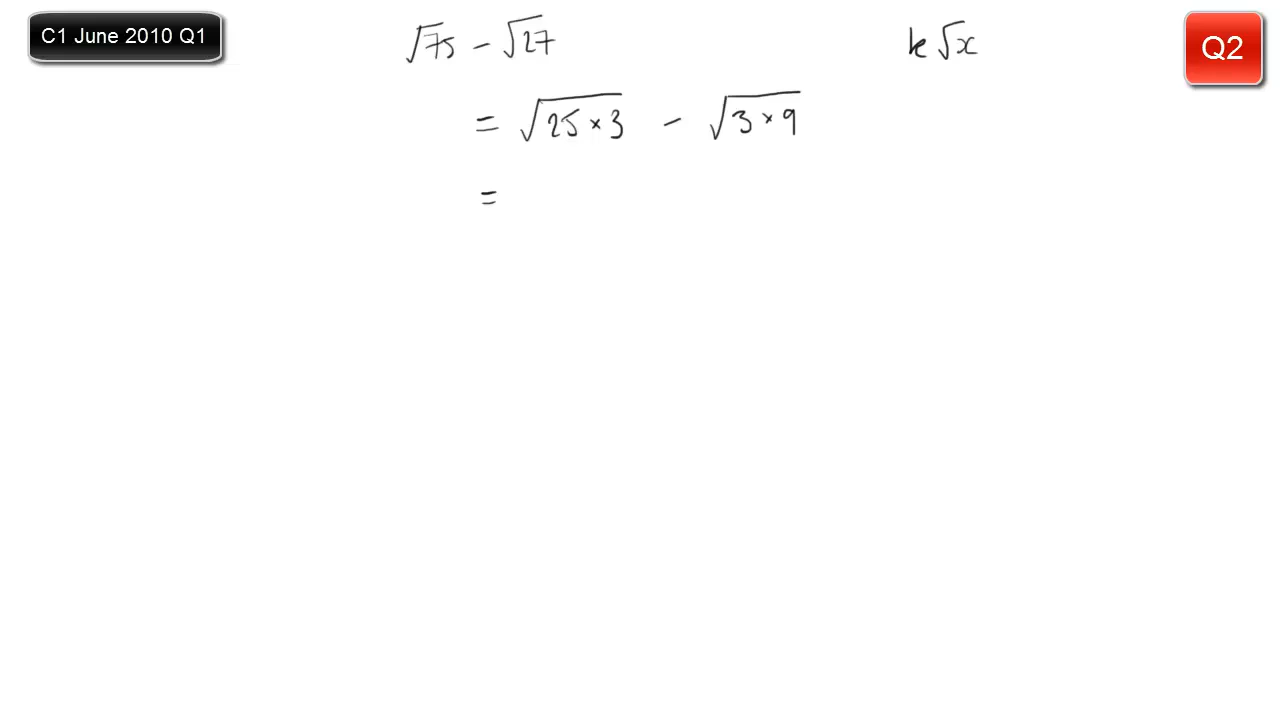 C1 June 2010 Q1
√75 - √27
k√x
Q2
= √25 × 3 - √3 × 9
=